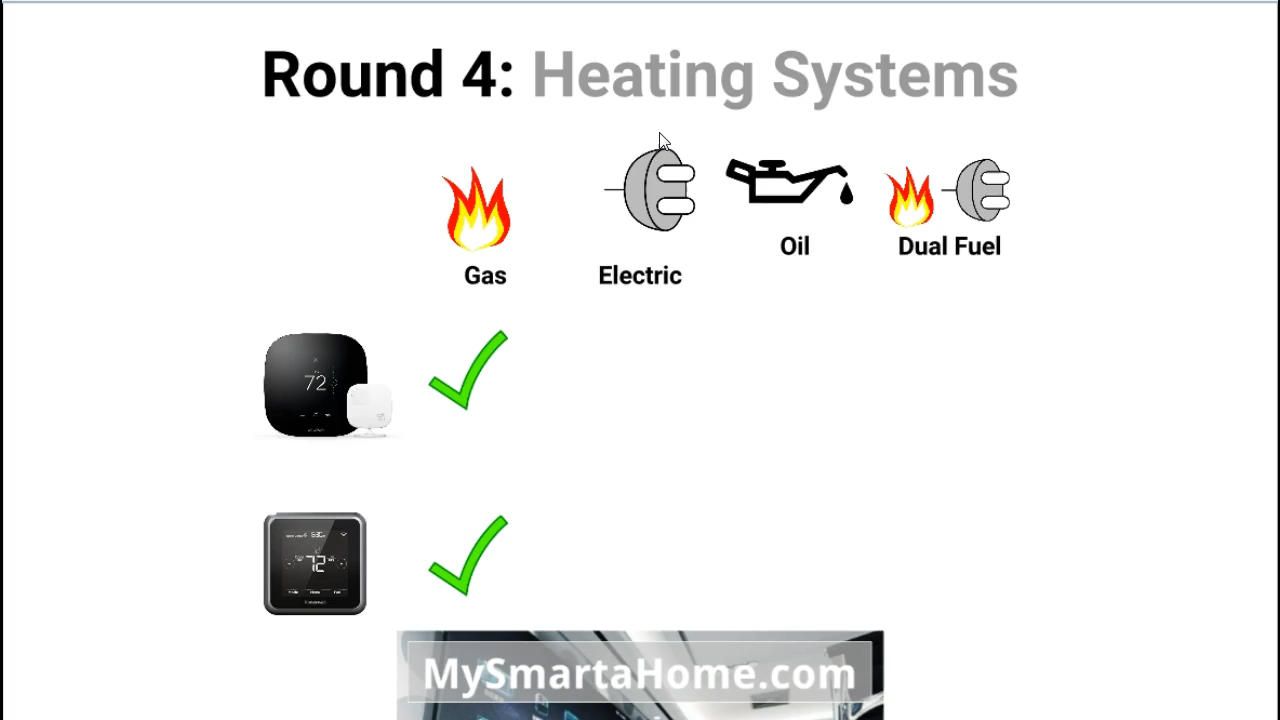 Round 4: Heating Systems
Gas
Electric
Oil
Dual Fuel
72
72
MySmartaHome.com